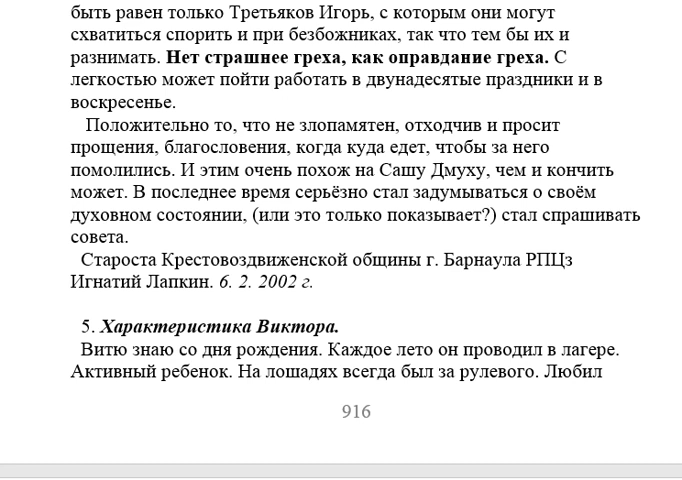 быть равен только Третьяков Игорь, с которым они могут
схватиться спорить и при безбожниках, так что тем бы их и
разнимать. Нет страшнее греха, как оправдание греха. С
легкостью может пойти работать в двунадесятые праздники и в
воскресенье.
Положительно то, что не злопамятен, отходчив и просит
прощения, благословения, когда куда едет, чтобы за него
помолились. И этим очень похож на Сашу Дмуху, чем и кончить
может. В последнее время серьёзно стал задумываться о своём
духовном состоянии, (или это только показывает?) стал спрашивать
совета.
Староста Крестовоздвиженской общины г. Барнаула РПЦз
Игнатий Лапкин. 6. 2. 2002 г.
5. Характеристика Виктора.
Витю знаю со дня рождения. Каждое лето он проводил в лагере.
Активный ребенок. На лошадях всегда был за рулевого. Любил
916